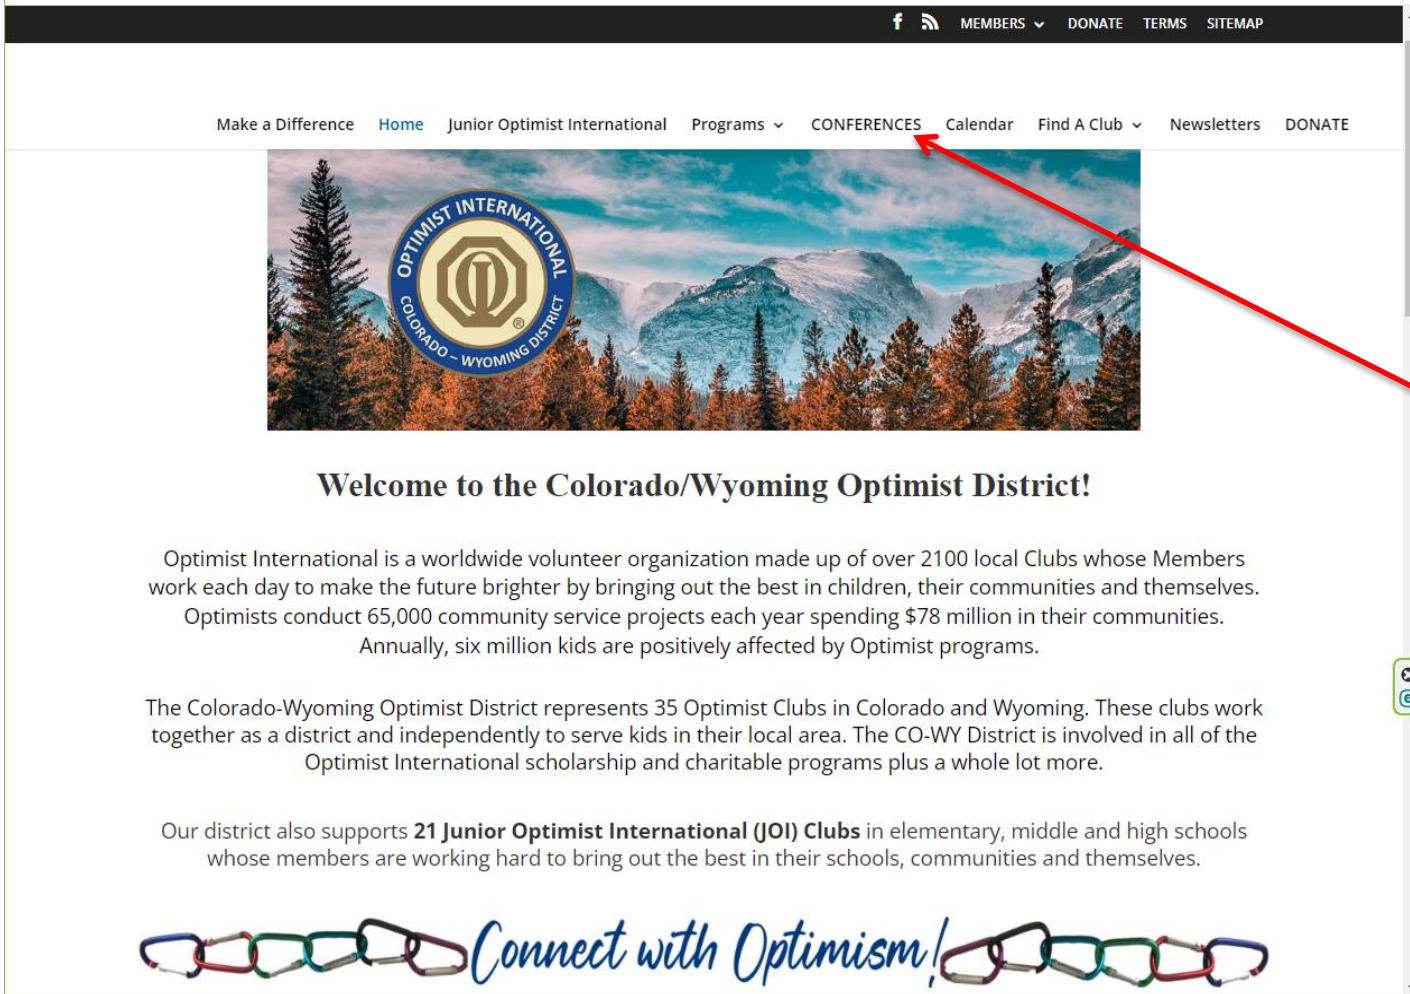 MEMBERS DONATE TERMS SITEMAP
Make a Difference Home Junior Optimist International Programs CONFERENCES Calendar Find A Club Newsletters DONATE
OPTIMIST INTERNATIONAL
COLORADO – WYOMING DISTRICT
®
Welcome to the Colorado/Wyoming Optimist District!
Optimist International is a worldwide volunteer organization made up of over 2100 local Clubs whose Members
work each day to make the future brighter by bringing out the best in children, their communities and themselves.
Optimists conduct 65,000 community service projects each year spending $78 million in their communities.
Annually, six million kids are positively affected by Optimist programs.
The Colorado-Wyoming Optimist District represents 35 Optimist Clubs in Colorado and Wyoming. These clubs work
together as a district and independently to serve kids in their local area. The CO-WY District is involved in all of the
Optimist International scholarship and charitable programs plus a whole lot more.
Our district also supports 21 Junior Optimist International (JOI) Clubs in elementary, middle and high schools
whose members are working hard to bring out the best in their schools, communities and themselves.
Connect with Optimism!